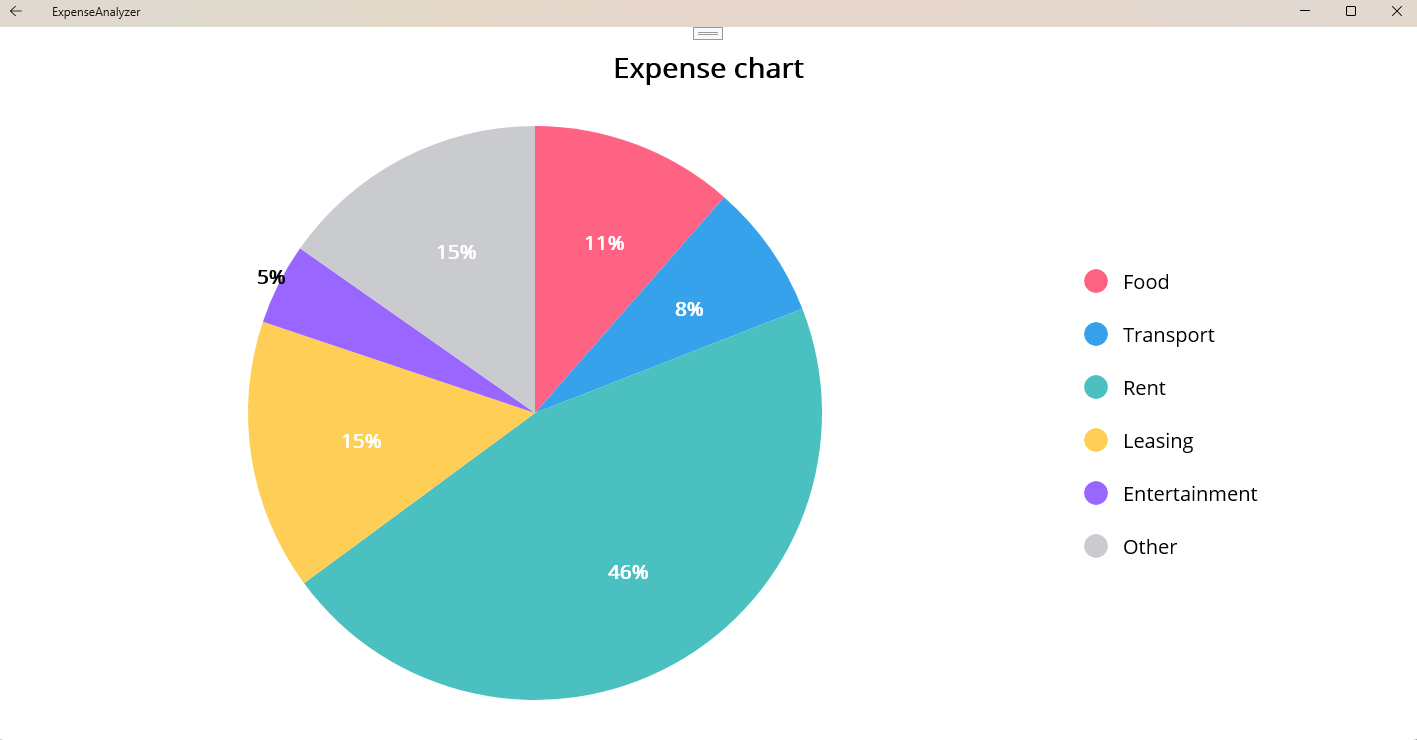 ExpenseAnalyzer
Expense chart
11%
15%
5%
8%
15%
46%
Food
Transport
Rent
Leasing
Entertainment
Other